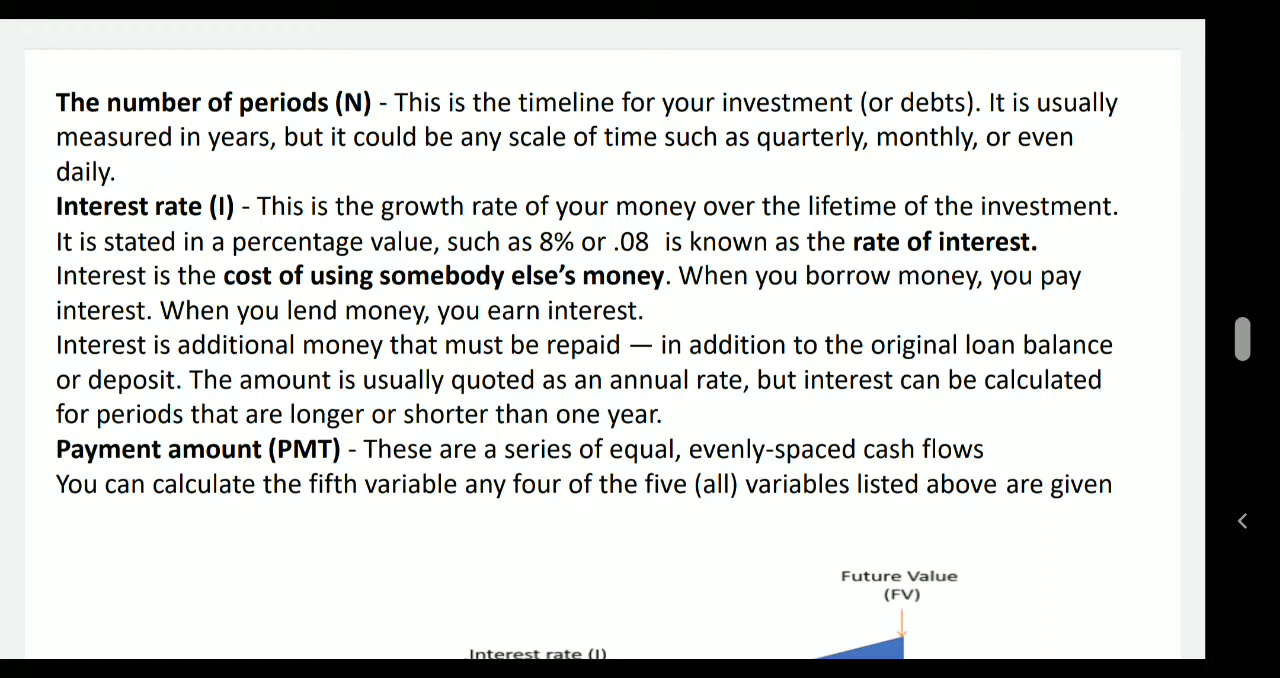 The number of periods (N) - This is the timeline for your investment (or debts). It is usually
measured in years, but it could be any scale of time such as quarterly, monthly, or even
daily.
Interest rate (I) - This is the growth rate of your money over the lifetime of the investment.
It is stated in a percentage value, such as 8% or .08  is known as the rate of interest.
Interest is the cost of using somebody else’s money. When you borrow money, you pay
interest. When you lend money, you earn interest.
Interest is additional money that must be repaid — in addition to the original loan balance
or deposit. The amount is usually quoted as an annual rate, but interest can be calculated
for periods that are longer or shorter than one year.
Payment amount (PMT) - These are a series of equal, evenly-spaced cash flows
You can calculate the fifth variable any four of the five (all) variables listed above are given
Future Value
(FV)
Interest rate (I)